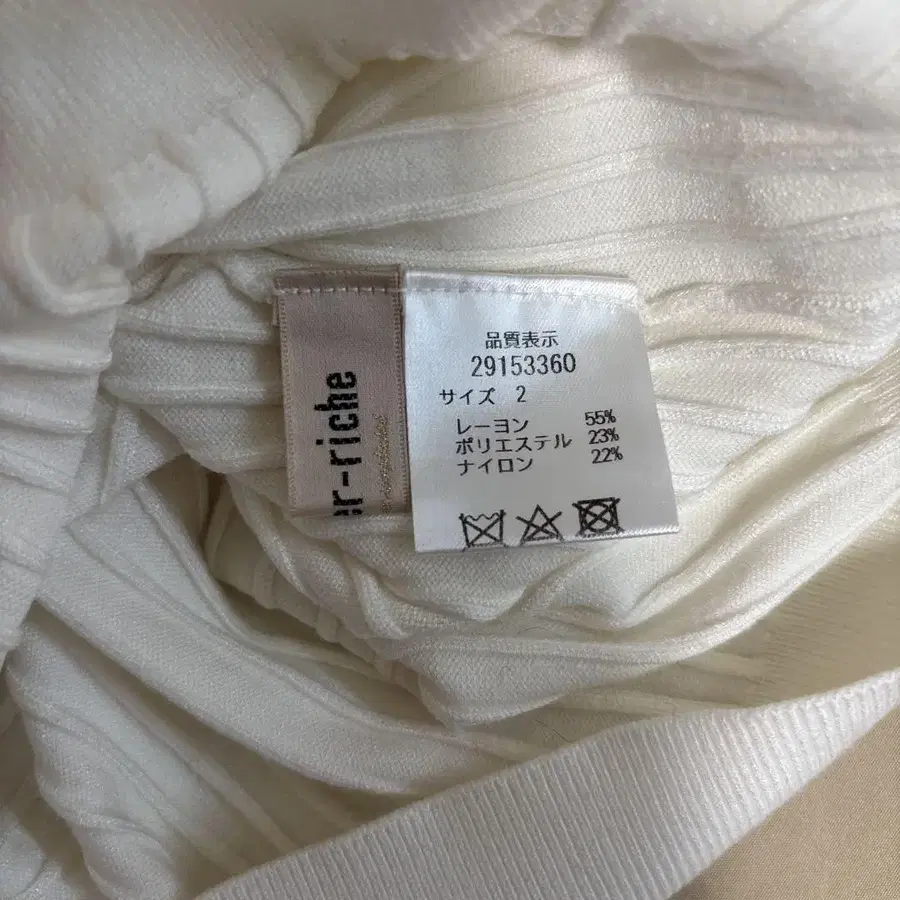 er-riche
品質表示
29153360
サイズ 2
レーヨン 55%
ポリエステル 23%
ナイロン 22%